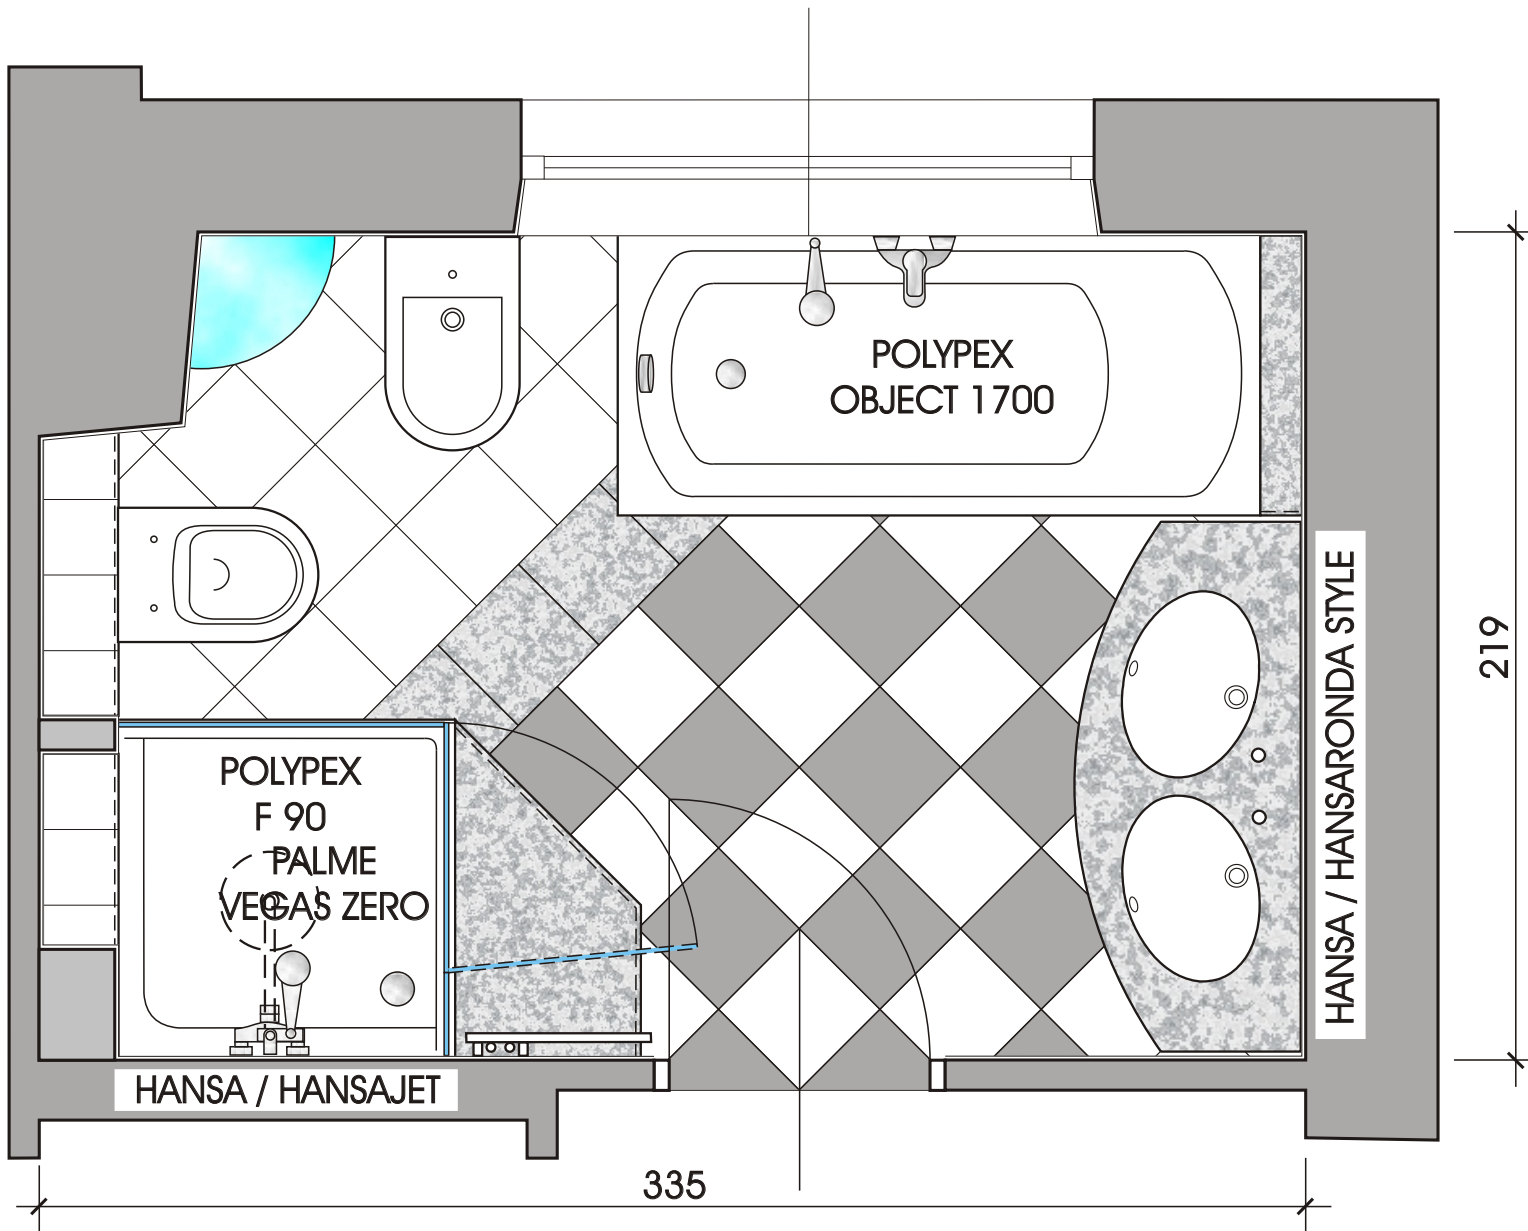 POLYPEX
OBJECT 1700
HANSA / HANSARONDA STYLE
219
POLYPEX
F 90
PALME
VEGAS ZERO
HANSA / HANSAJET
335